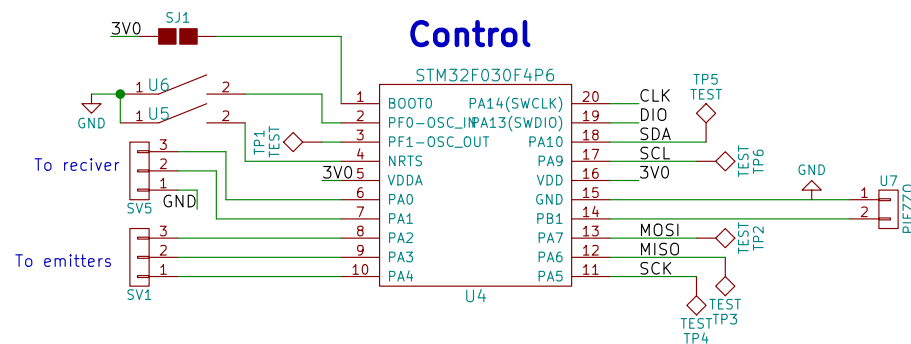 Control
SJ1
3V0
U6
1 2
GND
U5
1 2
TP1
TEST
To reciver
3
2
1
GND
SV5
3V0
To emitters
3
2
1
SV1
STM32F030F4P6
1 BOOT0 PA14(SWCLK) 20 CLK
2 PF0-OSC_IN PA13(SWDIO) 19 DIO
3 PF1-OSC_OUT PA10 18 SDA
4 NRTS PA9 17 SCL
5 VDDA VDD 16 3V0
6 PA0 GND 15
7 PA1 PB1 14
8 PA2 PA7 13 MOSI
9 PA3 PA6 12 MISO
10 PA4 PA5 11 SCK
U4
TP5
TEST
TEST
TP6
GND
U7
1
2
PIEZZO
TEST
TP2
TEST
TP3
TEST
TP4